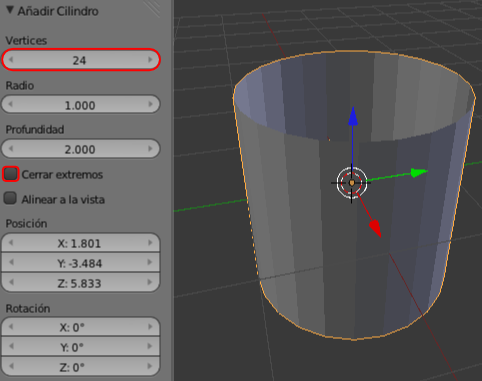 Añadir Cilindro
Vertices
24
Radio
1.000
Profundidad
2.000
Cerrar extremos
Alinear a la vista
Posición
X: 1.801
Y: -3.484
Z: 5.833
Rotación
X: 0°
Y: 0°
Z: 0°